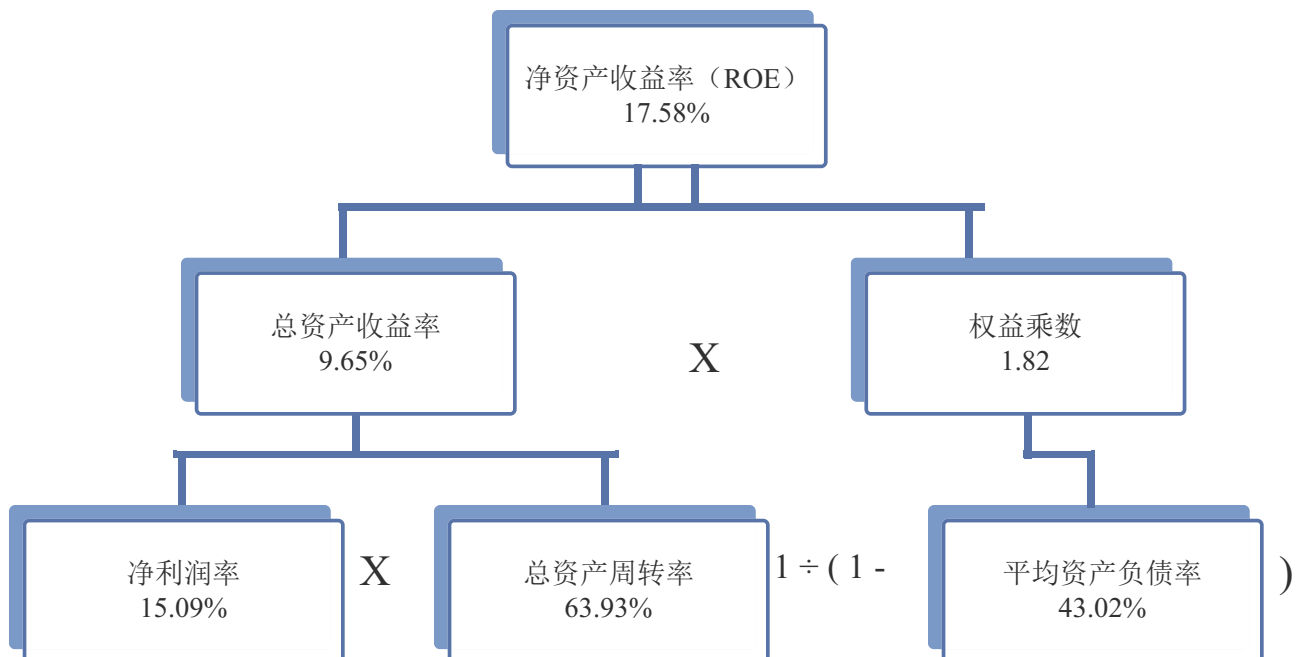 净资产收益率（ROE）
17.58%
总资产收益率
9.65%
X
权益乘数
1.82
净利润率
15.09%
X
总资产周转率
63.93%
1 ÷ ( 1 -
平均资产负债率
43.02%
)